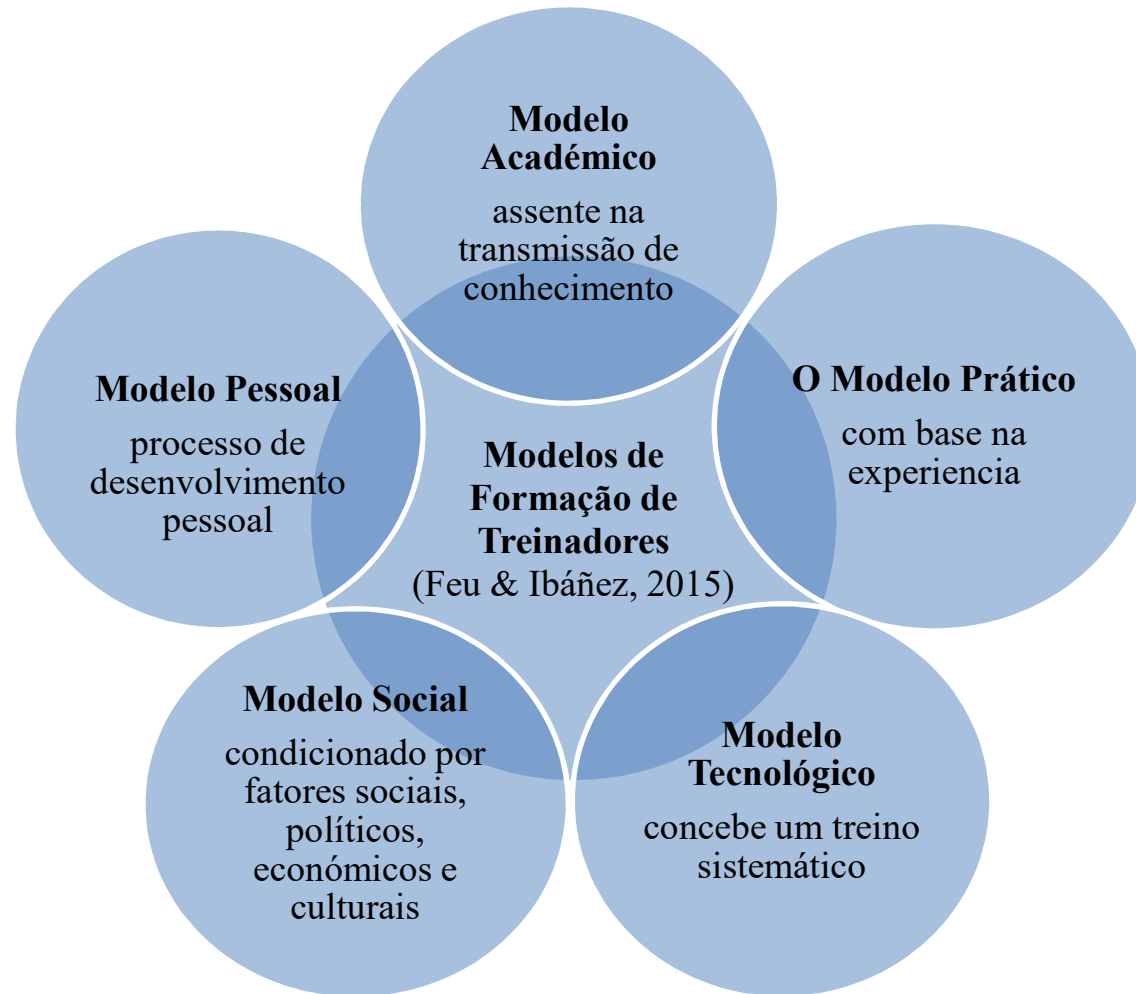 Modelo
Académico
assente na
transmissão de
conhecimento
O Modelo Prático
com base na
experiencia
Modelo
Tecnológico
concebe um treino
sistemático
Modelo Social
condicionado por
fatores sociais,
políticos,
económicos e
culturais
Modelo Pessoal
processo de
desenvolvimento
pessoal
Modelos de
Formação de
Treinadores
(Feu & Ibáñez, 2015)